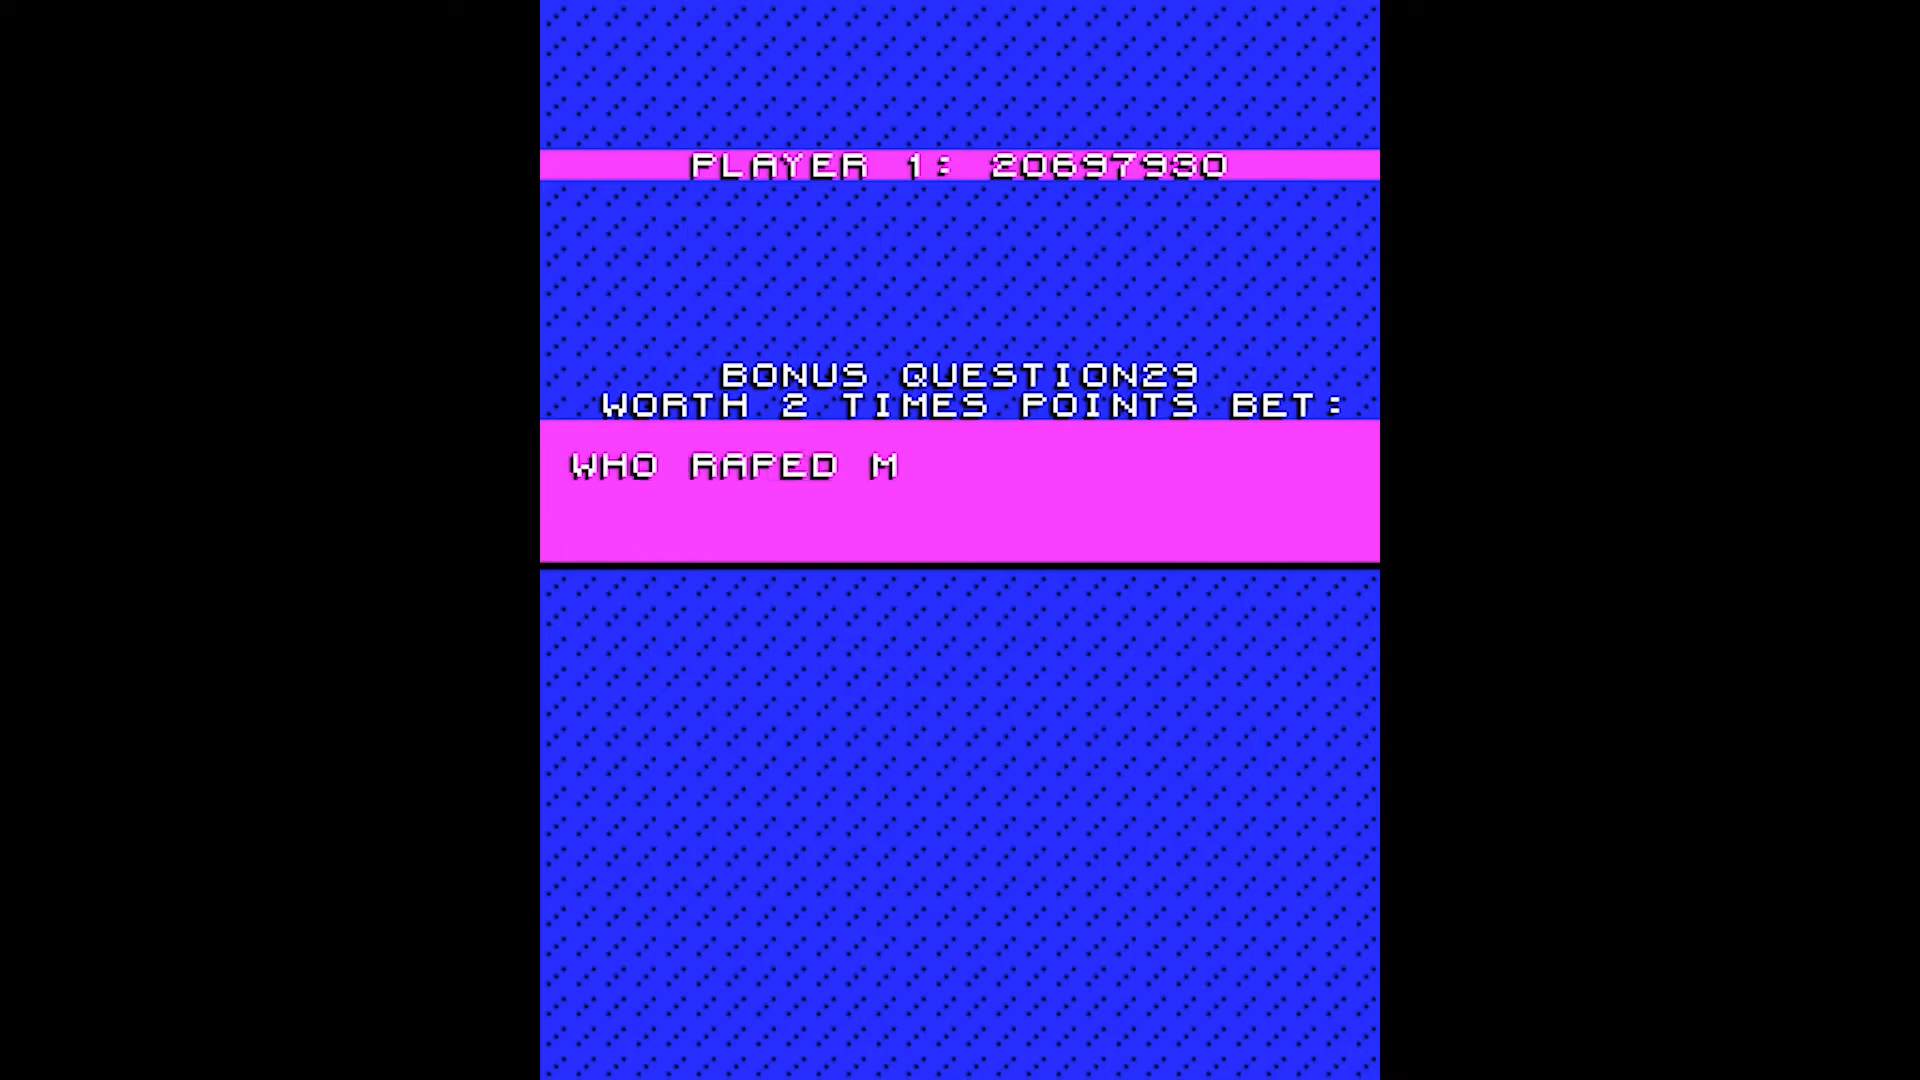 PLAYER 1: 20697930
BONUS QUESTION29
WORTH 2 TIMES POINTS BET:
WHO RAPED M